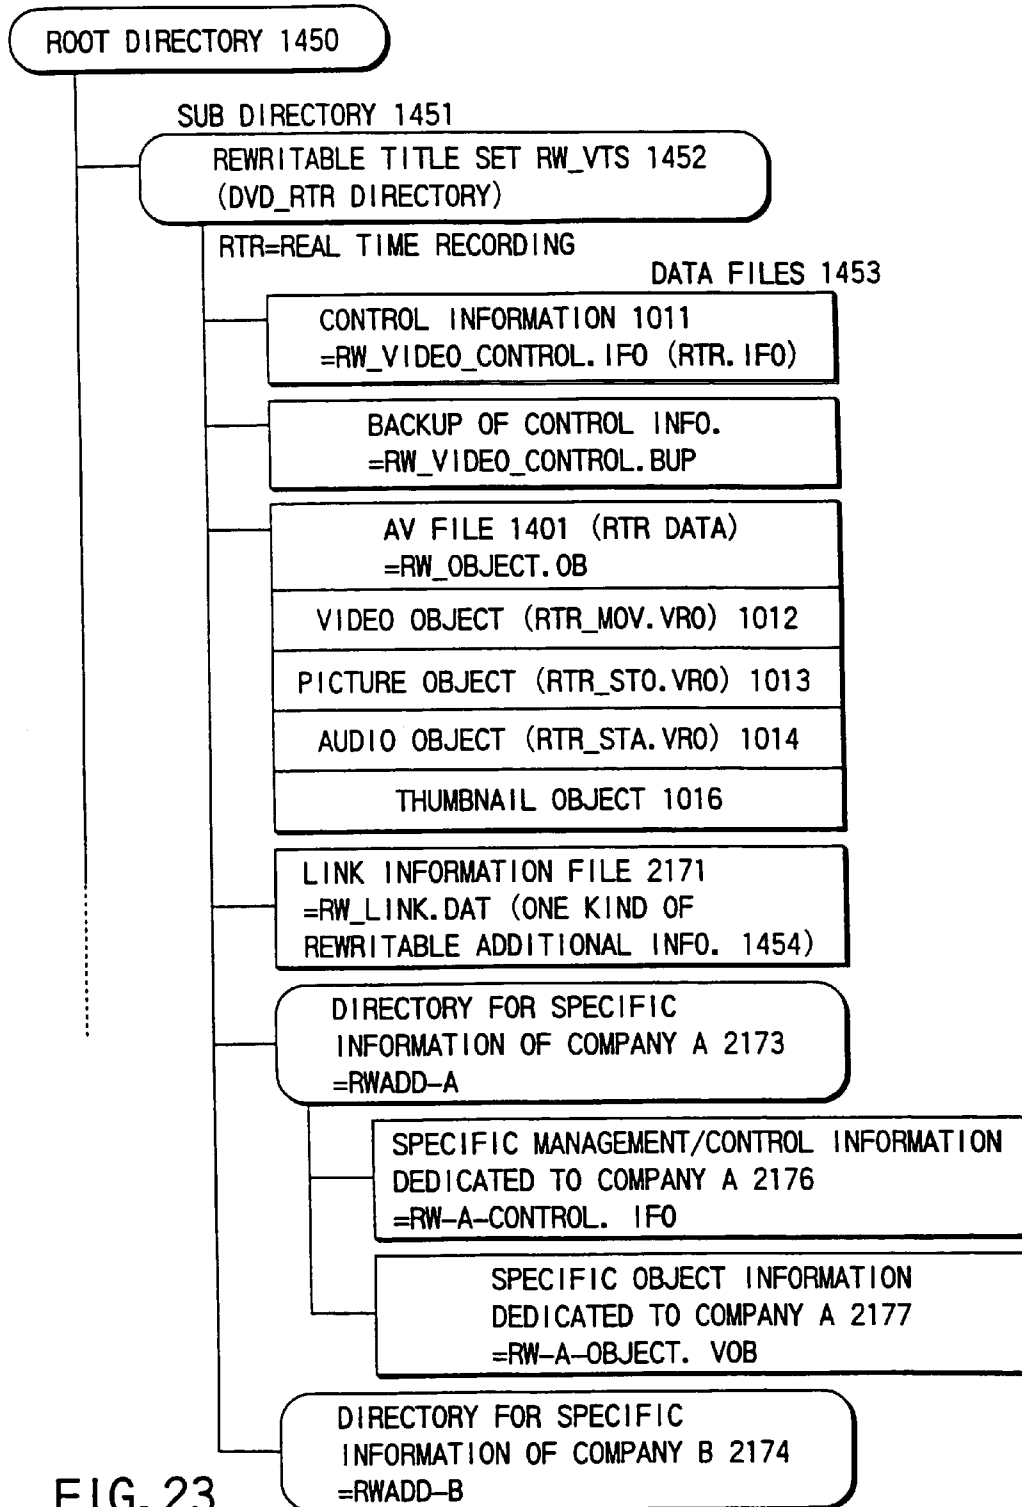 ROOT DIRECTORY 1450
SUB DIRECTORY 1451
REWRITABLE TITLE SET RW_VTS 1452
(DVD_RTR DIRECTORY)
RTR=REAL TIME RECORDING
DATA FILES 1453
CONTROL INFORMATION 1011
=RW_VIDEO_CONTROL.IFO (RTR.IFO)
BACKUP OF CONTROL INFO.
=RW_VIDEO_CONTROL.BUP
AV FILE 1401 (RTR DATA)
=RW_OBJECT.OB
VIDEO OBJECT (RTR_MOV.VRO) 1012
PICTURE OBJECT (RTR_STO.VRO) 1013
AUDIO OBJECT (RTR_STA.VRO) 1014
THUMBNAIL OBJECT 1016
LINK INFORMATION FILE 2171
=RW_LINK.DAT (ONE KIND OF
REWRITABLE ADDITIONAL INFO. 1454)
DIRECTORY FOR SPECIFIC
INFORMATION OF COMPANY A 2173
=RWADD-A
SPECIFIC MANAGEMENT/CONTROL INFORMATION
DEDICATED TO COMPANY A 2176
=RW-A-CONTROL. IFO
SPECIFIC OBJECT INFORMATION
DEDICATED TO COMPANY A 2177
=RW-A-OBJECT. VOB
DIRECTORY FOR SPECIFIC
INFORMATION OF COMPANY B 2174
=RWADD-B
FIG. 23